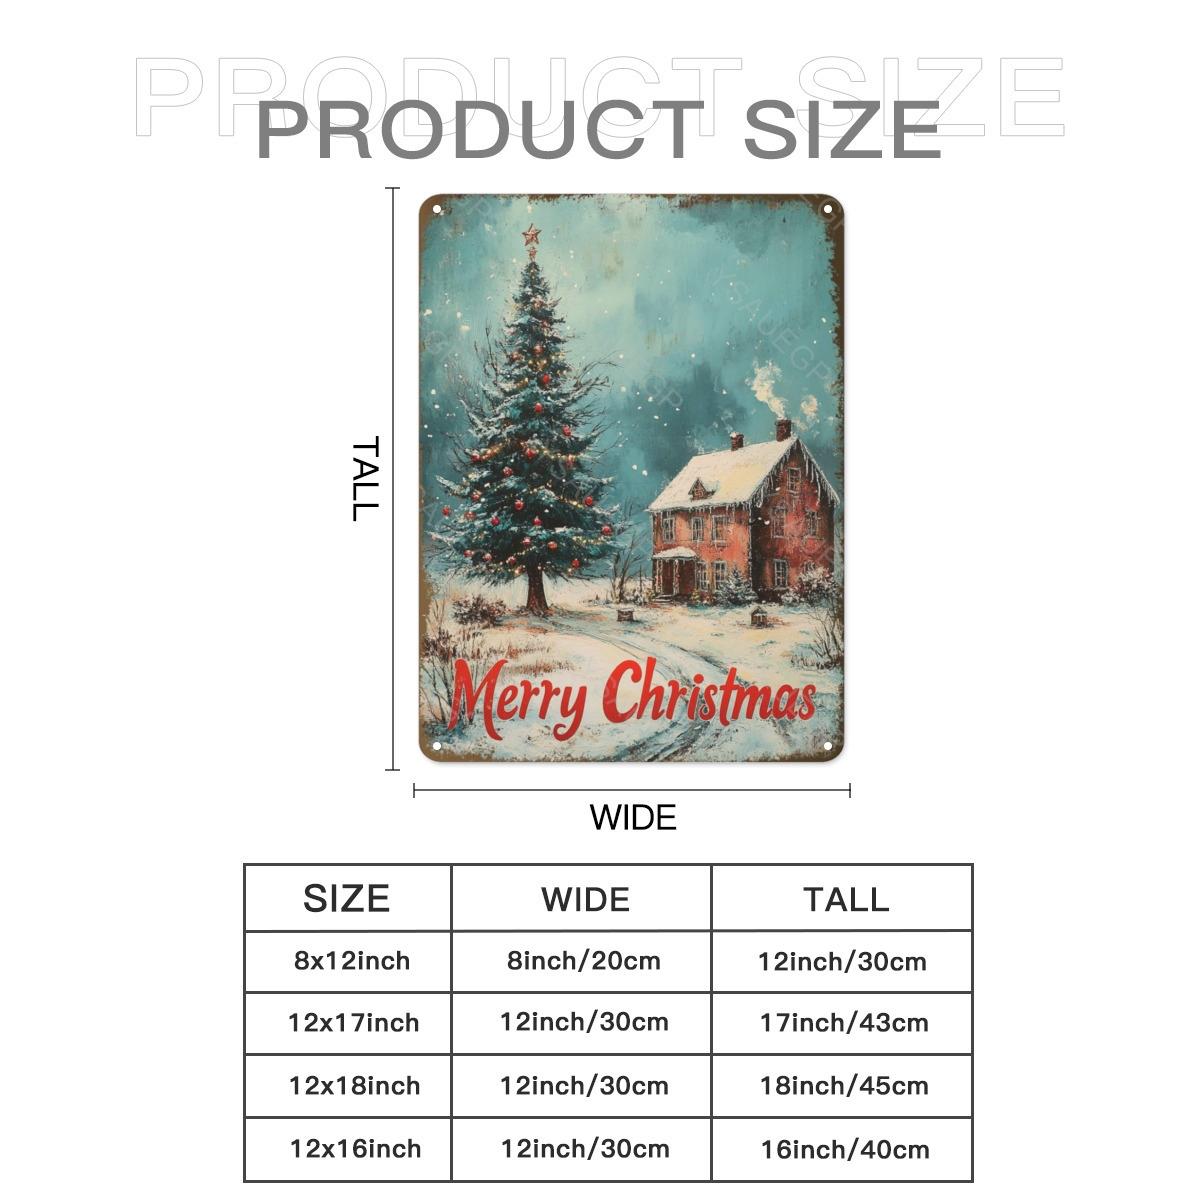 PRODUCT SIZE
PRODUCT SIZE
YSAUEGPR
TALL
Merry Christmas
WIDE
SIZE WIDE TALL
8x12inch 8inch/20cm 12inch/30cm
12x17inch 12inch/30cm 17inch/43cm
12x18inch 12inch/30cm 18inch/45cm
12x16inch 12inch/30cm 16inch/40cm